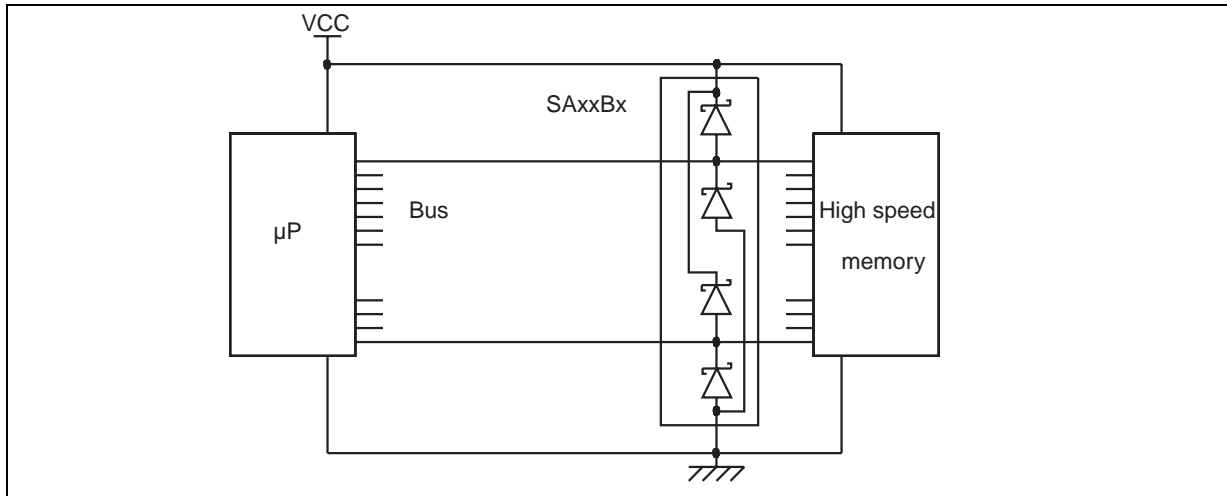 VCC
SAxxBx
Bus
µP
High speed
memory